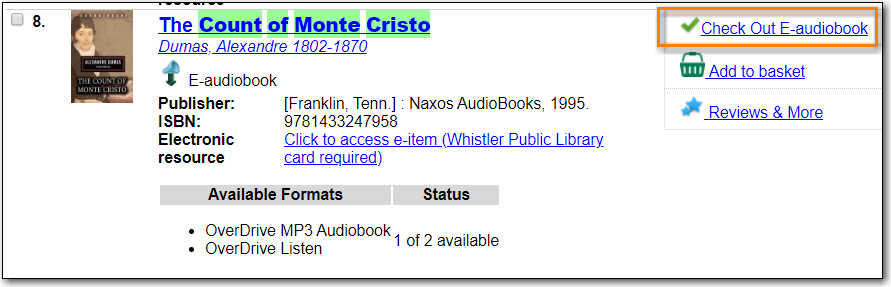 resource
8.
The Count of Monte Cristo
Dumas, Alexandre 1802-1870
ALEXANDRE DUMAS
THE COUNT OF
MONTE CRISTO
E-audiobook
Publisher: [Franklin, Tenn.] : Naxos AudioBooks, 1995.
ISBN: 9781433247958
Electronic Click to access e-item (Whistler Public Library
resource card required)
Available Formats Status
• OverDrive MP3 Audiobook
• OverDrive Listen
1 of 2 available
Check Out E-audiobook
Add to basket
Reviews & More